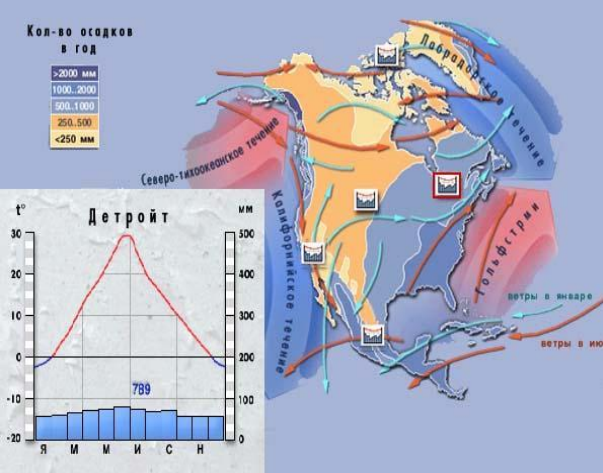 Кол-во осадков
в год
>2000 мм
1000..2000
500..1000
250..500
<250 мм
Лабрадорское течение
Северо-тихоокеанское течение
Калифорнийское течение
Гольфстрим
ветры в январе
ветры в ию
t°
Детройт
мм
30
20
10
0
-10
-20
500
400
300
200
100
0
789
Я М М И С Н